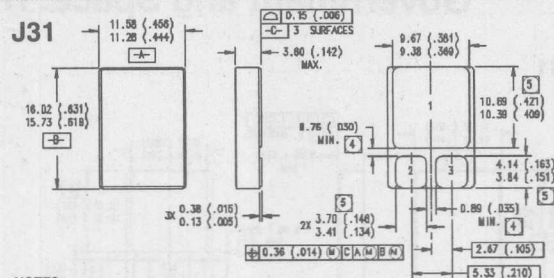 J31
11.58 (.456)
11.28 (.444)
-A-
⌓ 0.15 (.006)
-C- 3 SURFACES
3.60 (.142)
MAX.
9.67 (.381)
9.38 (.369)
1
5
10.69 (.421
10.39 409)
16.02 (.631)
15.73 (.618)
-B-
0.76 ( 030)
MIN. 4
2
3
4.14 (.163)
3.84 (.151)
5
3X 0.38 (.015)
0.13 (.005)
5
2X 3.70 (.146)
3.41 (.134)
0.89 (.035)
MIN. 4
⌖ 0.36 (.014) Ⓜ C A Ⓜ B Ⓜ
2.67 (.105)
5.33 (.210)